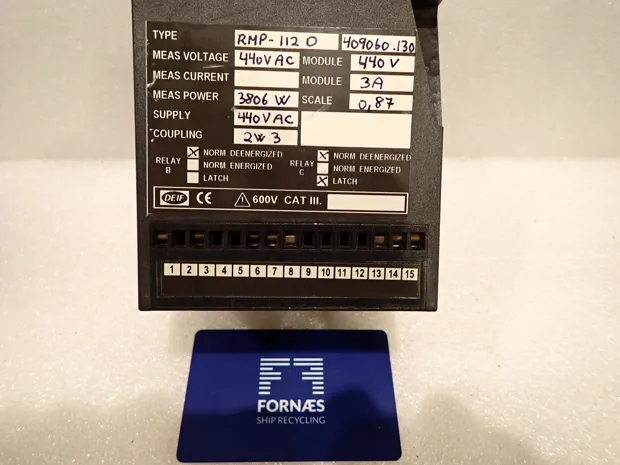 TYPE RMP-112 D 409060.130
MEAS VOLTAGE 440VAC MODULE 440 V
MEAS CURRENT MODULE 3A
MEAS POWER 3806 W SCALE 0,87
SUPPLY 440VAC
COUPLING 2W3
RELAY B X NORM DEENERGIZED NORM ENERGIZED LATCH
RELAY C X NORM DEENERGIZED NORM ENERGIZED X LATCH
DEIF CE 600V CAT III.
1 2 3 4 5 6 7 8 9 10 11 12 13 14 15
FORNÆS
SHIP RECYCLING